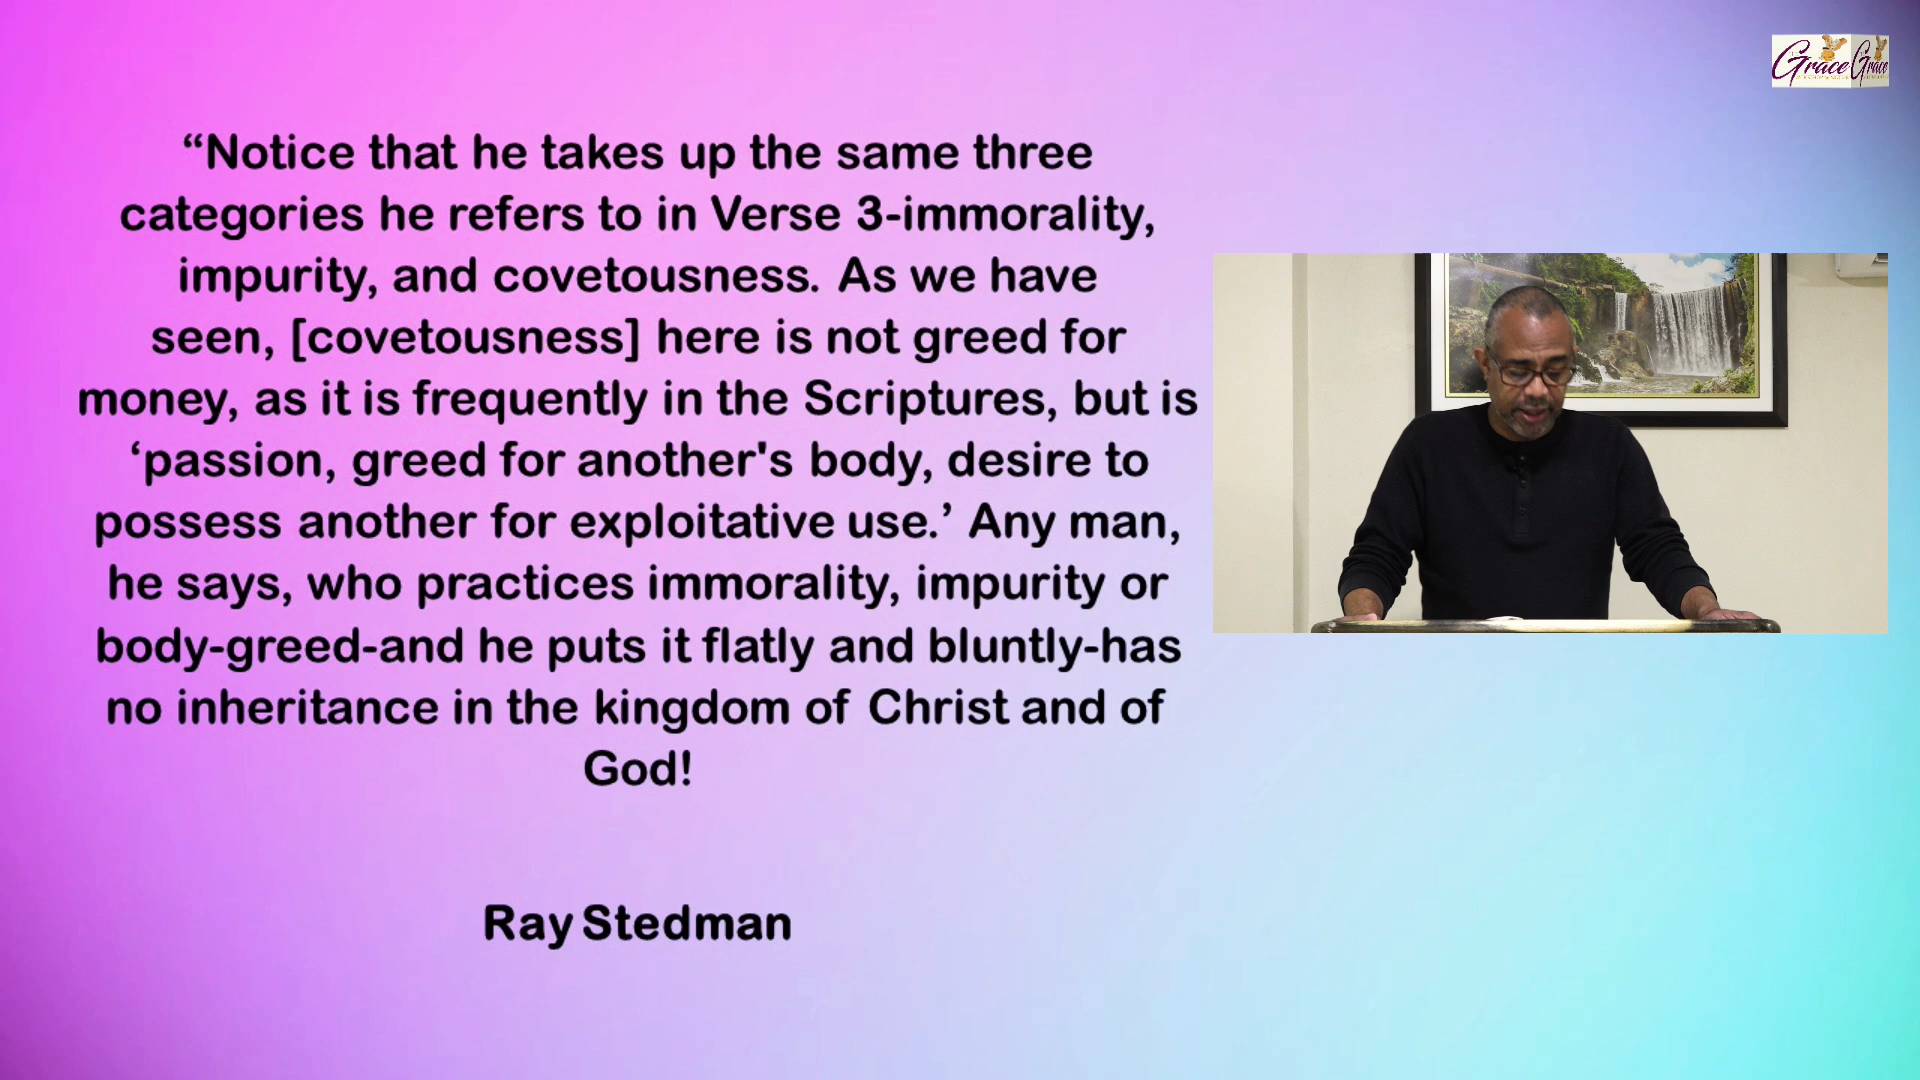 Grace Grace
“Notice that he takes up the same three
categories he refers to in Verse 3-immorality,
impurity, and covetousness. As we have
seen, [covetousness] here is not greed for
money, as it is frequently in the Scriptures, but is
‘passion, greed for another's body, desire to
possess another for exploitative use.’ Any man,
he says, who practices immorality, impurity or
body-greed-and he puts it flatly and bluntly-has
no inheritance in the kingdom of Christ and of
God!
Ray Stedman